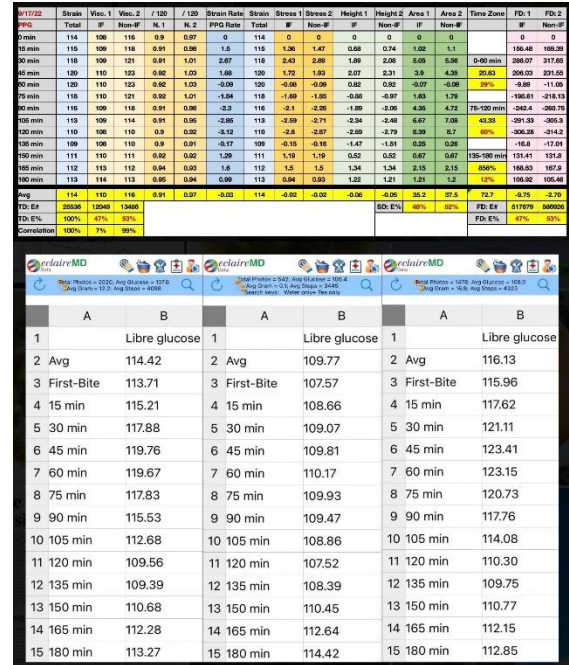 9/17/22 Strain Visc. 1 Visc. 2 / 120 / 120 Strain Rate Strain Stress 1 Stress 2 Height 1 Height 2 Area 1 Area 2 Time Zone FD: 1 FD: 2
PPG Total IF Non-IF N. 1 N. 2 PPG Rate Total IF Non-IF IF Non-IF IF Non-IF IF Non-IF
0 min 114 108 116 0.9 0.97 0 114 0 0 0 0
15 min 115 109 118 0.91 0.98 1.5 115 1.36 1.47 0.68 0.74 1.02 1.1 156.48 169.39
30 min 118 109 121 0.91 1.01 2.67 118 2.43 2.69 1.89 2.08 5.05 5.56 0-60 min 286.07 317.65
45 min 120 110 123 0.92 1.03 1.88 120 1.72 1.93 2.07 2.31 3.9 4.35 20.83 206.03 231.55
60 min 120 110 123 0.92 1.03 -0.09 120 -0.08 -0.09 0.82 0.92 -0.07 -0.08 29% -9.89 -11.05
75 min 118 110 121 0.92 1.01 -1.84 118 -1.69 -1.85 -0.88 -0.97 1.63 1.79 -198.61 -218.13
90 min 116 109 118 0.91 0.98 -2.3 116 -2.1 -2.26 -1.89 -2.05 4.35 4.72 75-120 min -242.4 -260.76
105 min 113 109 114 0.91 0.95 -2.85 113 -2.59 -2.71 -2.34 -2.48 6.67 7.08 43.33 -291.33 -305.3
120 min 110 108 110 0.9 0.92 -3.12 110 -2.8 -2.87 -2.69 -2.79 8.39 8.7 60% -306.28 -314.2
135 min 109 108 110 0.9 0.91 -0.17 109 -0.15 -0.16 -1.47 -1.51 0.25 0.26 -16.8 -17.01
150 min 111 110 111 0.92 0.92 1.29 111 1.19 1.19 0.52 0.52 0.67 0.67 135-180 min 131.41 131.8
165 min 112 113 112 0.94 0.93 1.6 112 1.5 1.5 1.34 1.34 2.15 2.15 856% 168.63 167.9
180 min 113 114 113 0.95 0.94 0.99 113 0.94 0.93 1.22 1.21 1.21 1.2 12% 106.92 105.46
Avg 114 110 116 0.91 0.97 -0.03 114 -0.02 -0.02 -0.06 -0.05 35.2 37.5 72.7 -9.75 -2.70
TD: E# 25536 12049 13486 SD: E% 48% 52% FD: E# 517679 586926
TD: E% 100% 47% 53% FD: E% 47% 53%
Correlation 100% 7% 99%
eclaireMD
Data
Total Photos = 2020; Avg Glucose = 107.6
Avg Gram = 12.2; Avg Steps = 4088
A B
1 Libre glucose
2 Avg 114.42
3 First-Bite 113.71
4 15 min 115.21
5 30 min 117.88
6 45 min 119.76
7 60 min 119.67
8 75 min 117.83
9 90 min 115.53
10 105 min 112.68
11 120 min 109.56
12 135 min 109.39
13 150 min 110.68
14 165 min 112.28
15 180 min 113.27
eclaireMD
Data
Total Photos = 542; Avg Glucose = 106.4
Avg Gram = 0.1; Avg Steps = 3445
Search keys: Water only+ Tea only
A B
1 Libre glucose
2 Avg 109.77
3 First-Bite 107.57
4 15 min 108.66
5 30 min 109.07
6 45 min 109.81
7 60 min 110.17
8 75 min 109.93
9 90 min 109.47
10 105 min 108.86
11 120 min 107.52
12 135 min 108.39
13 150 min 110.45
14 165 min 112.64
15 180 min 114.42
eclaireMD
Data
Total Photos = 1478; Avg Glucose = 108.0
Avg Gram = 16.9; Avg Steps = 4323
A B
1 Libre glucose
2 Avg 116.13
3 First-Bite 115.96
4 15 min 117.62
5 30 min 121.11
6 45 min 123.41
7 60 min 123.15
8 75 min 120.73
9 90 min 117.76
10 105 min 114.08
11 120 min 110.30
12 135 min 109.75
13 150 min 110.77
14 165 min 112.15
15 180 min 112.85